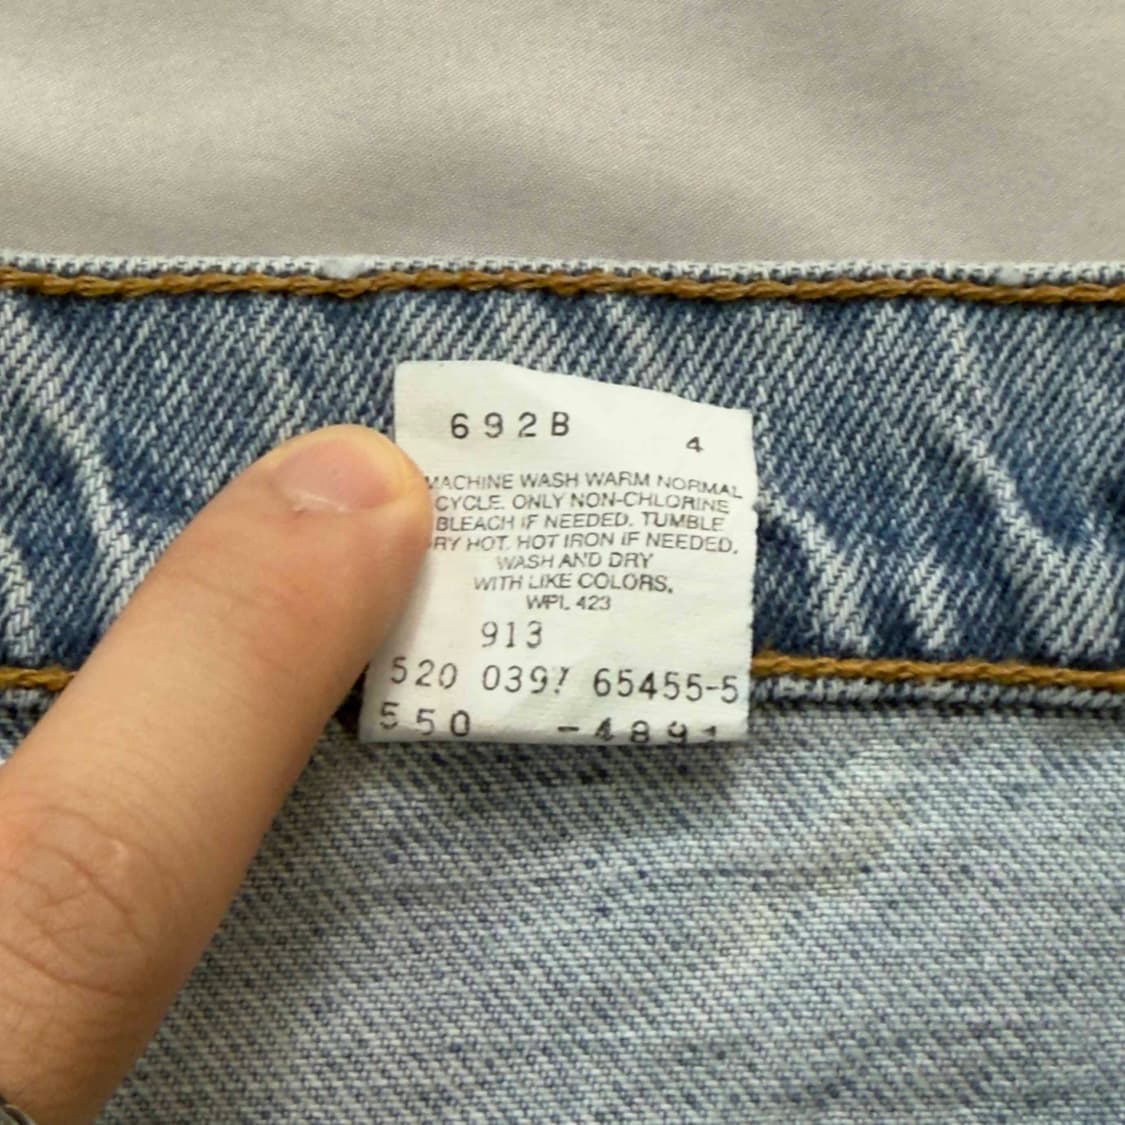 692B 4
MACHINE WASH WARM NORMAL
CYCLE. ONLY NON-CHLORINE
BLEACH IF NEEDED. TUMBLE
RY HOT. HOT IRON IF NEEDED.
WASH AND DRY
WITH LIKE COLORS.
WPL 423
913
520 0397 65455-5
550